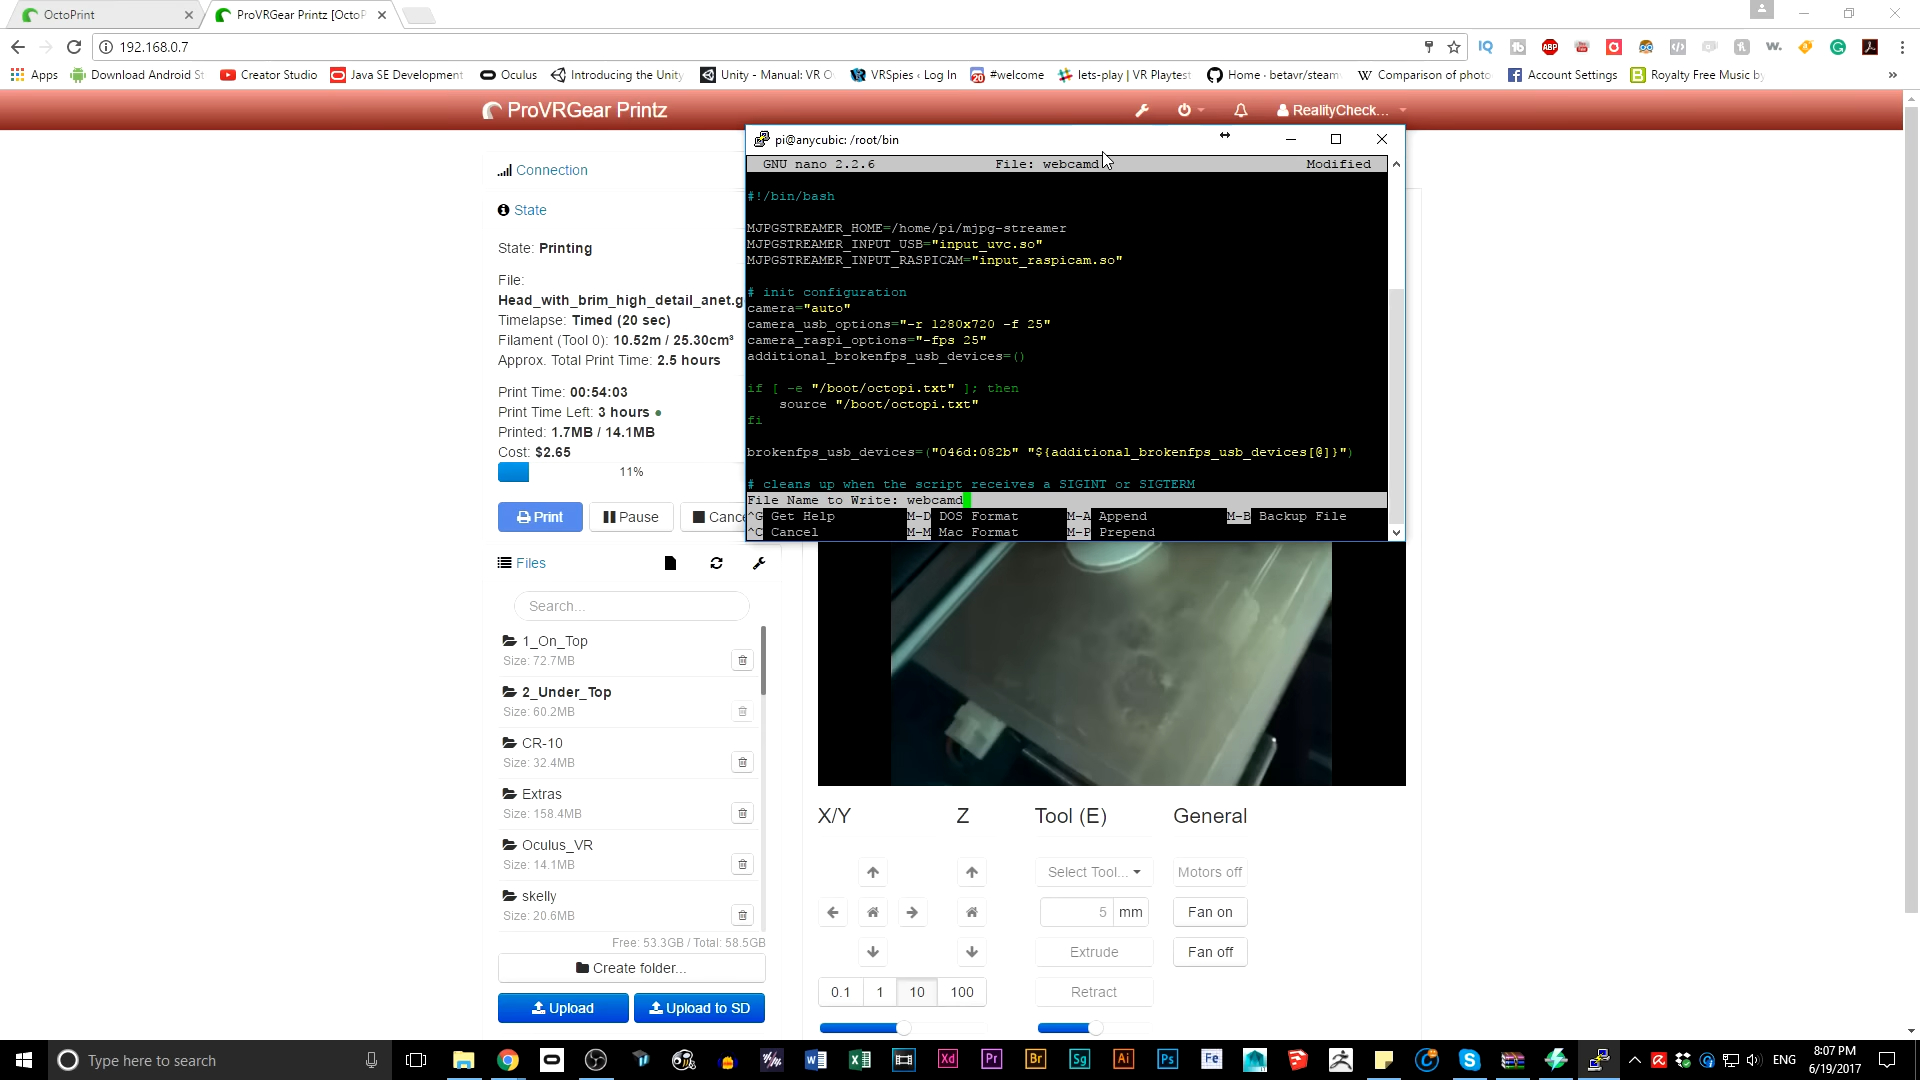 OctoPrint
ProVRGear Printz [OctoP
192.168.0.7
Apps
Download Android St
Creator Studio
Java SE Development
Oculus
Introducing the Unity
Unity - Manual: VR O
VRSpies ‹ Log In
#welcome
lets-play | VR Playtest
Home · betavr/steam
Comparison of photo
Account Settings
Royalty Free Music by
»
ProVRGear Printz
RealityCheck...
pi@anycubic: /root/bin
GNU nano 2.2.6 File: webcamd Modified
#!/bin/bash
MJPGSTREAMER_HOME=/home/pi/mjpg-streamer
MJPGSTREAMER_INPUT_USB="input_uvc.so"
MJPGSTREAMER_INPUT_RASPICAM="input_raspicam.so"
# init configuration
camera="auto"
camera_usb_options="-r 1280x720 -f 25"
camera_raspi_options="-fps 25"
additional_brokenfps_usb_devices=()
if [ -e "/boot/octopi.txt" ]; then
source "/boot/octopi.txt"
fi
brokenfps_usb_devices=("046d:082b" "${additional_brokenfps_usb_devices[@]}")
# cleans up when the script receives a SIGINT or SIGTERM
File Name to Write: webcamd
^G Get Help M-D DOS Format M-A Append M-B Backup File
^C Cancel M-M Mac Format M-P Prepend
Connection
State
State: Printing
File:
Head_with_brim_high_detail_anet.g
Timelapse: Timed (20 sec)
Filament (Tool 0): 10.52m / 25.30cm³
Approx. Total Print Time: 2.5 hours
Print Time: 00:54:03
Print Time Left: 3 hours
Printed: 1.7MB / 14.1MB
Cost: $2.65
11%
Print
Pause
Cance
Files
Search...
1_On_Top
Size: 72.7MB
2_Under_Top
Size: 60.2MB
CR-10
Size: 32.4MB
Extras
Size: 158.4MB
Oculus_VR
Size: 14.1MB
skelly
Size: 20.6MB
Free: 53.3GB / Total: 58.5GB
Create folder...
Upload
Upload to SD
X/Y
Z
Tool (E)
General
Select Tool...
Motors off
5 mm
Fan on
Extrude
Fan off
Retract
0.1 1 10 100
Type here to search
ENG
8:07 PM
6/19/2017